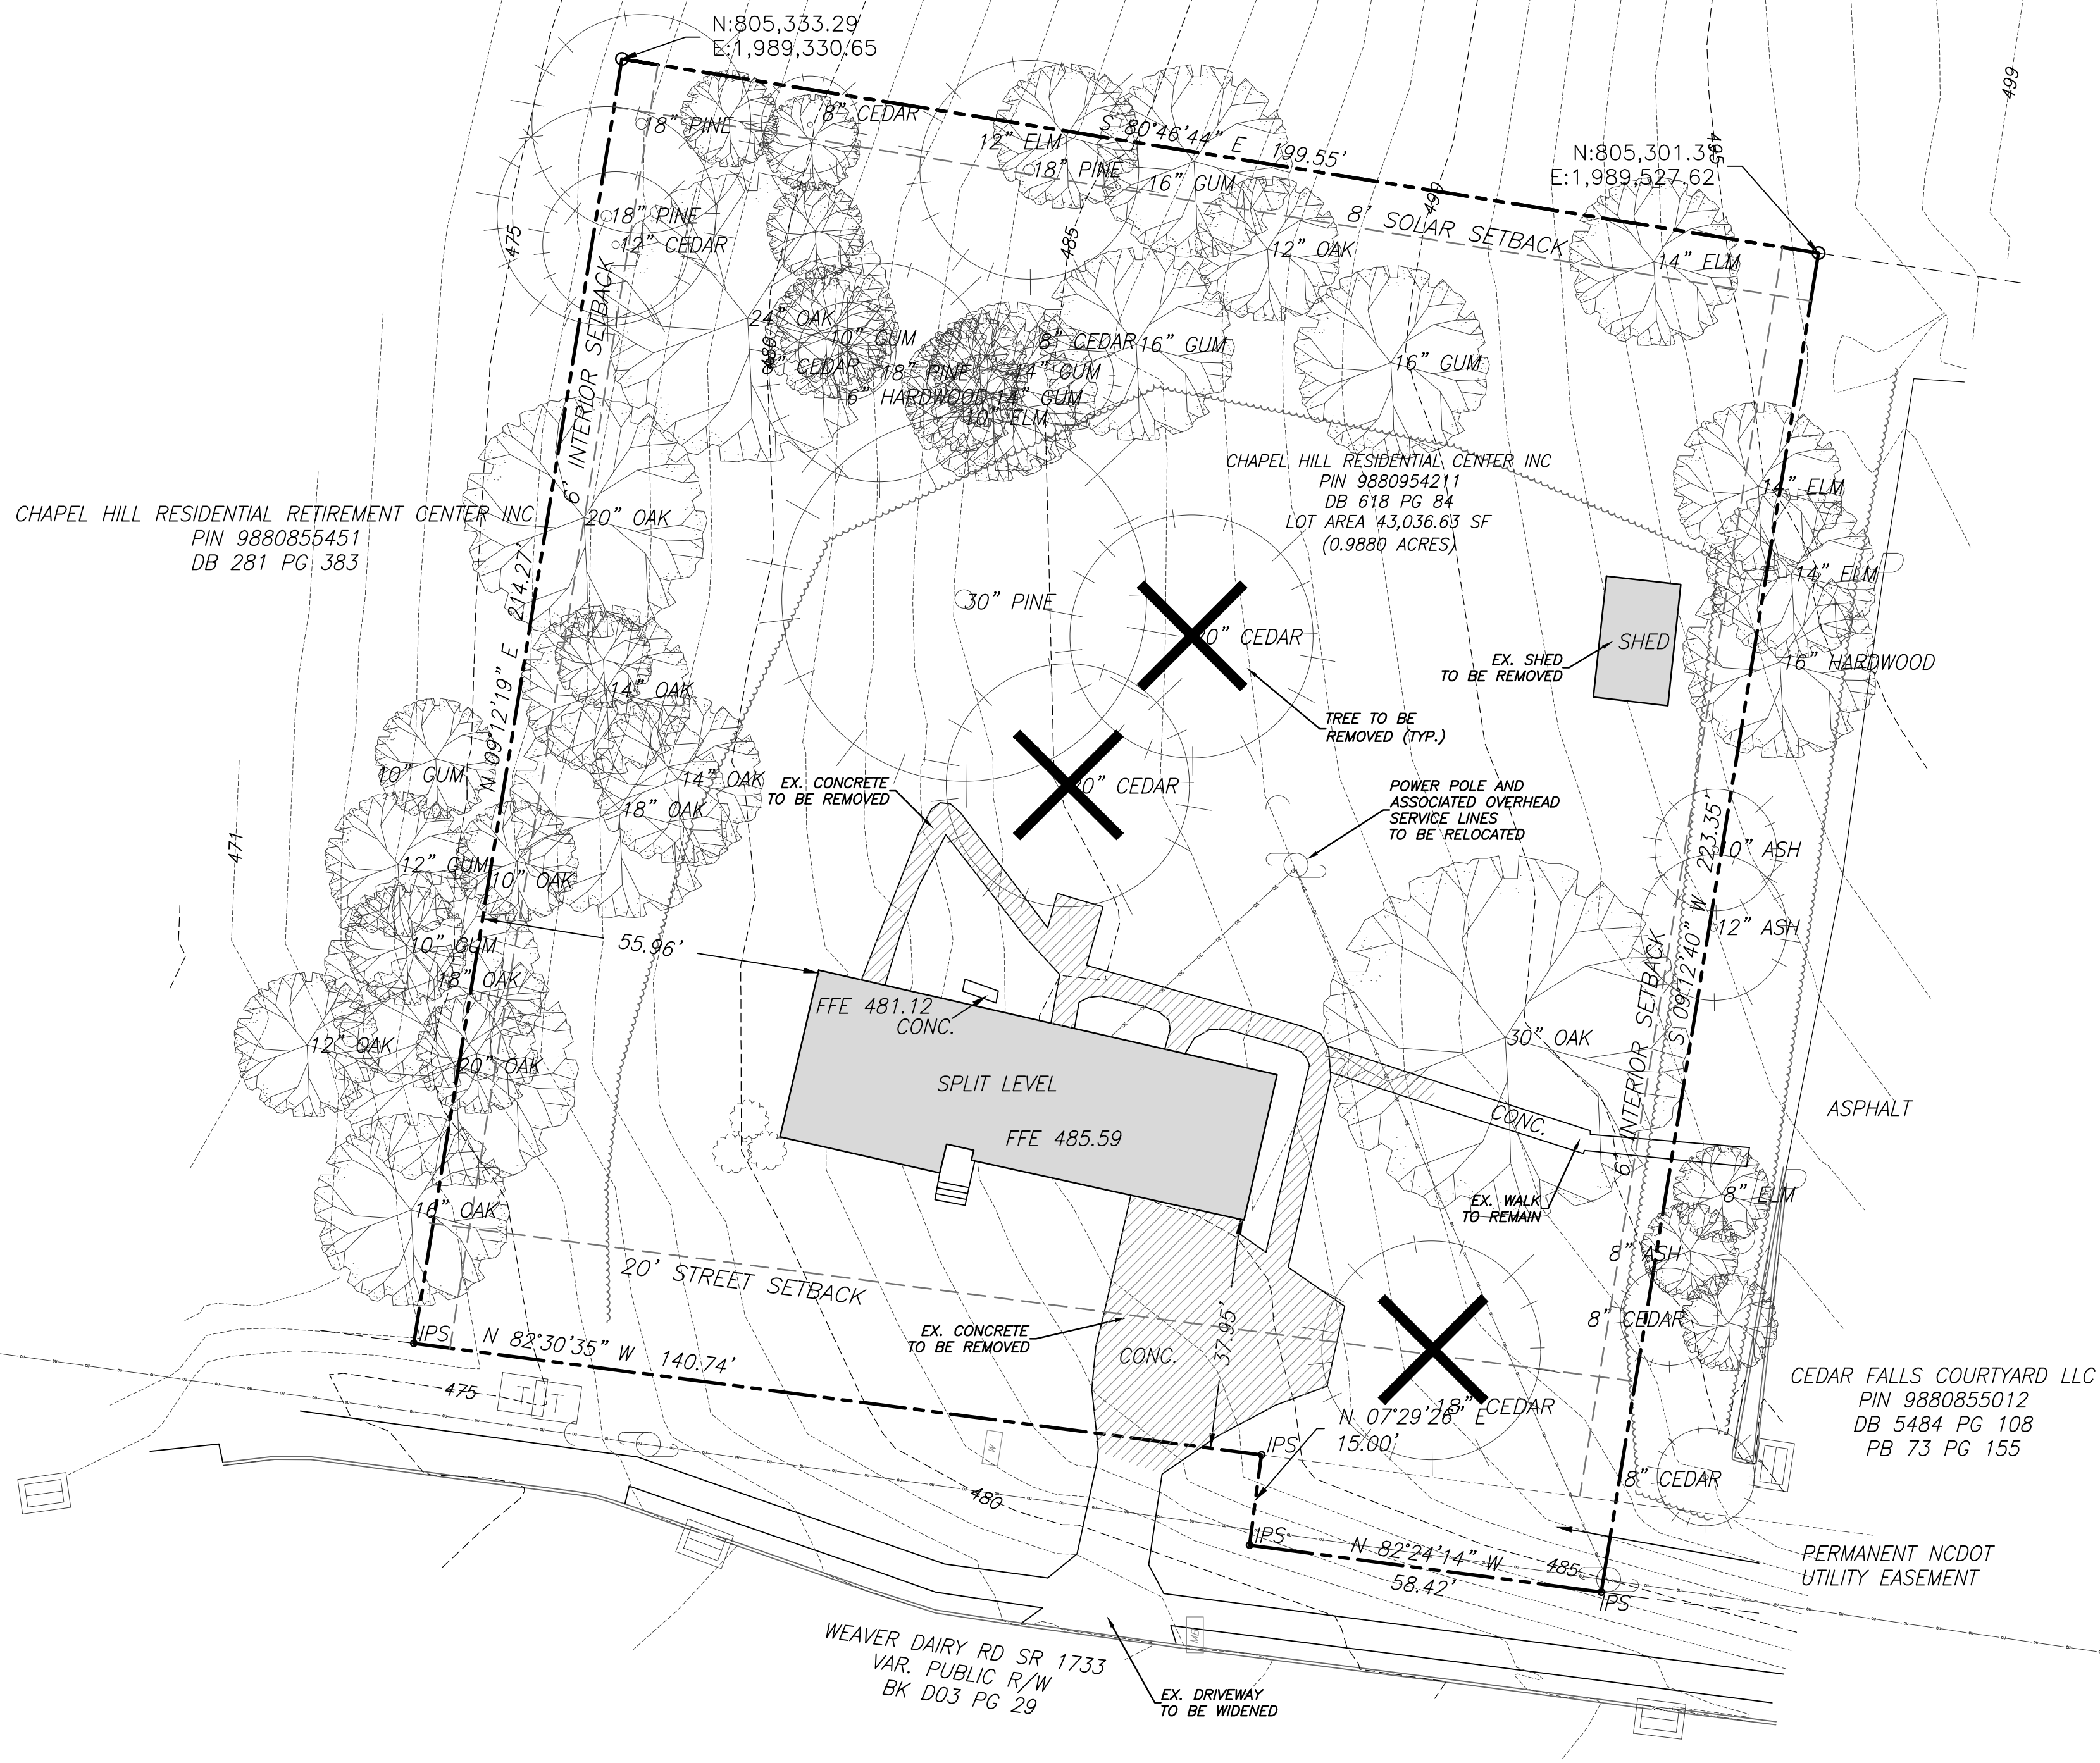 N:805,333.29
E:1,989,330.65
499
18" PINE
8" CEDAR
12" ELM
S 80°46'44" E 199.55'
495
N:805,301.3
E:1,989,527.62
18" PINE
16" GUM
490
8' SOLAR SETBACK
18" PINE
12" CEDAR
475
485
12" OAK
14" ELM
24" OAK
10" GUM
480
8" CEDAR
8" CEDAR
16" GUM
18" PINE
14" GUM
16" GUM
6" HARDWOOD
14" GUM
10" ELM
6' INTERIOR SETBACK
CHAPEL HILL RESIDENTIAL CENTER INC
PIN 9880954211
DB 618 PG 84
LOT AREA 43,036.63 SF
(0.9880 ACRES)
14" ELM
CHAPEL HILL RESIDENTIAL RETIREMENT CENTER INC
PIN 9880855451
DB 281 PG 383
20" OAK
N 09°12'19" E 214.27'
14" ELM
30" PINE
20" CEDAR
SHED
EX. SHED
TO BE REMOVED
16" HARDWOOD
14" OAK
TREE TO BE
REMOVED (TYP.)
10" GUM
14" OAK
18" OAK
EX. CONCRETE
TO BE REMOVED
20" CEDAR
POWER POLE AND
ASSOCIATED OVERHEAD
SERVICE LINES
TO BE RELOCATED
471
12" GUM
10" OAK
10" ASH
12" ASH
S 09°12'40" W 223.35'
6' INTERIOR SETBACK
10" GUM
55.96'
18" OAK
FFE 481.12
CONC.
12" OAK
20" OAK
30" OAK
SPLIT LEVEL
FFE 485.59
CONC.
ASPHALT
16" OAK
EX. WALK
TO REMAIN
8" ELM
8" ASH
20' STREET SETBACK
8" CEDAR
IPS
N 82°30'35" W 140.74'
EX. CONCRETE
TO BE REMOVED
CONC.
37.95'
18" CEDAR
475
CEDAR FALLS COURTYARD LLC
PIN 9880855012
DB 5484 PG 108
PB 73 PG 155
N 07°29'26" E
15.00'
IPS
T
T
W
8" CEDAR
480
IPS
N 82°24'14" W
58.42'
485
IPS
PERMANENT NCDOT
UTILITY EASEMENT
WEAVER DAIRY RD SR 1733
VAR. PUBLIC R/W
BK D03 PG 29
MB
EX. DRIVEWAY
TO BE WIDENED